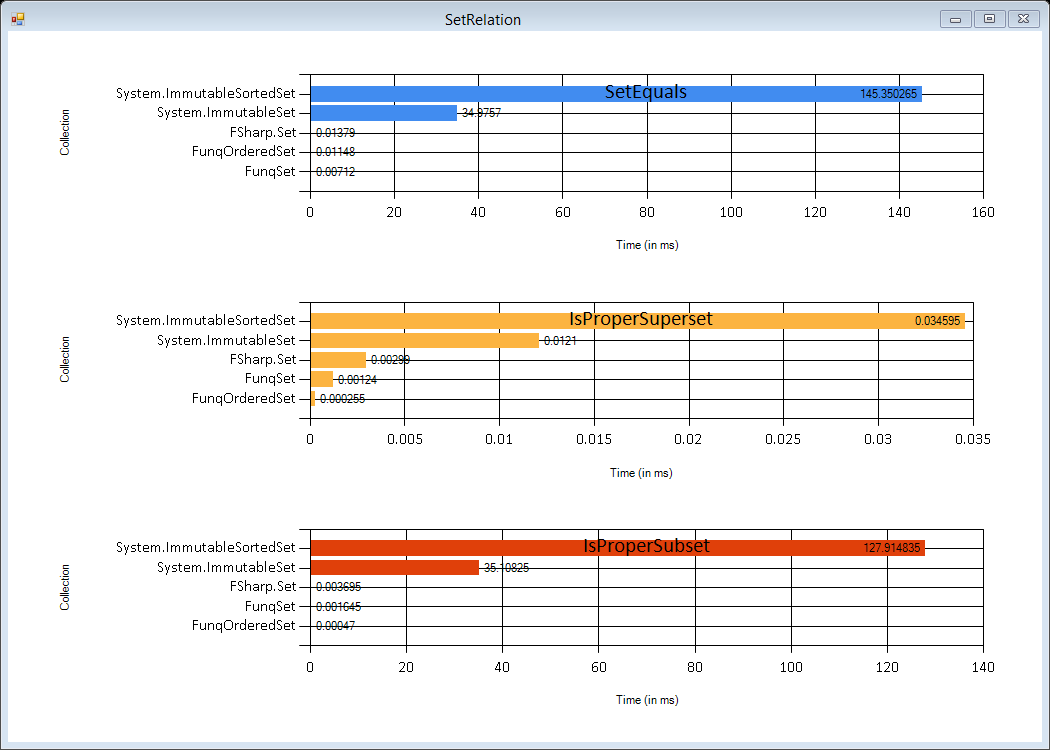 SetRelation
SetEquals
Collection
System.ImmutableSortedSet 145.350265
System.ImmutableSet 34.9757
FSharp.Set 0.01379
FunqOrderedSet 0.01148
FunqSet 0.00712
0 20 40 60 80 100 120 140 160
Time (in ms)
IsProperSuperset
Collection
System.ImmutableSortedSet 0.034595
System.ImmutableSet 0.0121
FSharp.Set 0.00299
FunqSet 0.00124
FunqOrderedSet 0.000255
0 0.005 0.01 0.015 0.02 0.025 0.03 0.035
Time (in ms)
IsProperSubset
Collection
System.ImmutableSortedSet 127.914835
System.ImmutableSet 35.10825
FSharp.Set 0.003695
FunqSet 0.001645
FunqOrderedSet 0.00047
0 20 40 60 80 100 120 140
Time (in ms)